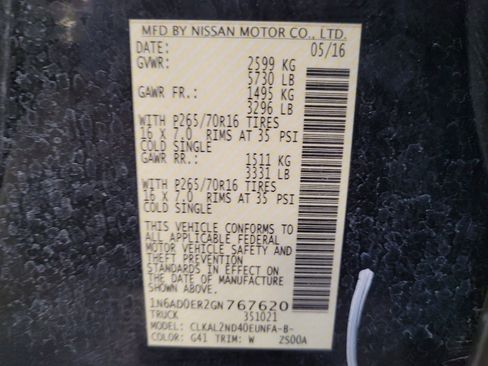 MFD BY NISSAN MOTOR CO., LTD.
DATE: 05/16
GVWR: 2599 KG
5730 LB
GAWR FR.: 1495 KG
3296 LB
WITH P265/70R16 TIRES
16 X 7.0 RIMS AT 35 PSI
COLD SINGLE
GAWR RR.: 1511 KG
3331 LB
WITH P265/70R16 TIRES
16 X 7.0 RIMS AT 35 PSI
COLD SINGLE
THIS VEHICLE CONFORMS TO
ALL APPLICABLE FEDERAL
MOTOR VEHICLE SAFETY AND
THEFT PREVENTION
STANDARDS IN EFFECT ON THE
DATE OF MANUFACTURE
SHOWN ABOVE
1N6AD0ER2GN767620
TRUCK 351021
MODEL: CLKAL2ND40EUNFA-B-
COLOR: G41 TRIM: W ZS00A